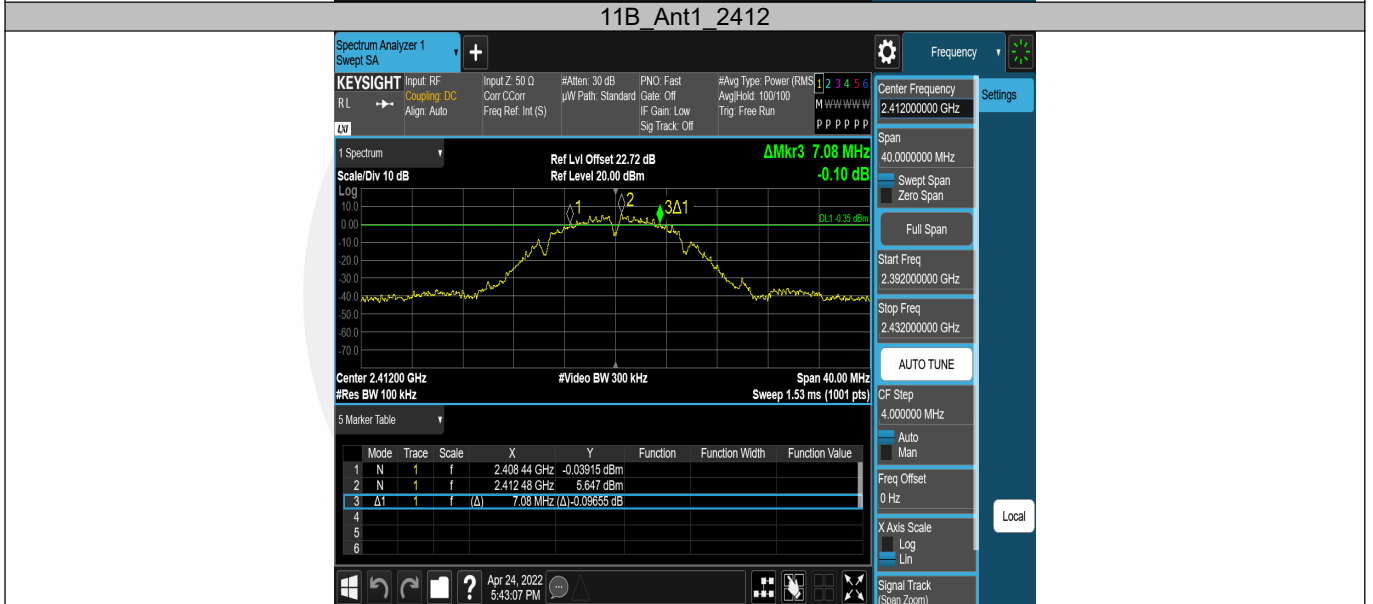 11B_Ant1_2412
Spectrum Analyzer 1
Swept SA
+
Frequency
KEYSIGHT
RL
LXI
Input: RF
Coupling: DC
Align: Auto
Input Z: 50 Ω
Corr CCorr
Freq Ref: Int (S)
#Atten: 30 dB
µW Path: Standard
PNO: Fast
Gate: Off
IF Gain: Low
Sig Track: Off
#Avg Type: Power (RMS
Avg|Hold: 100/100
Trig: Free Run
1 2 3 4 5 6
M W W W W W
P P P P P P
1 Spectrum
Scale/Div 10 dB
Ref Lvl Offset 22.72 dB
Ref Level 20.00 dBm
ΔMkr3 7.08 MHz
-0.10 dB
Log
10.0
0.00
-10.0
-20.0
-30.0
-40.0
-50.0
-60.0
-70.0
1
2
3Δ1
DL1 -0.35 dBm
Center 2.41200 GHz
#Res BW 100 kHz
#Video BW 300 kHz
Span 40.00 MHz
Sweep 1.53 ms (1001 pts)
5 Marker Table
Mode Trace Scale X Y Function Function Width Function Value
1 N 1 f 2.408 44 GHz -0.03915 dBm
2 N 1 f 2.412 48 GHz 5.647 dBm
3 Δ1 1 f (Δ) 7.08 MHz (Δ) -0.09655 dB
4
5
6
?
Apr 24, 2022
5:43:07 PM
Center Frequency
2.412000000 GHz
Span
40.0000000 MHz
Swept Span
Zero Span
Full Span
Start Freq
2.392000000 GHz
Stop Freq
2.432000000 GHz
AUTO TUNE
CF Step
4.000000 MHz
Auto
Man
Freq Offset
0 Hz
X Axis Scale
Log
Lin
Signal Track
(Span Zoom)
Settings
Local